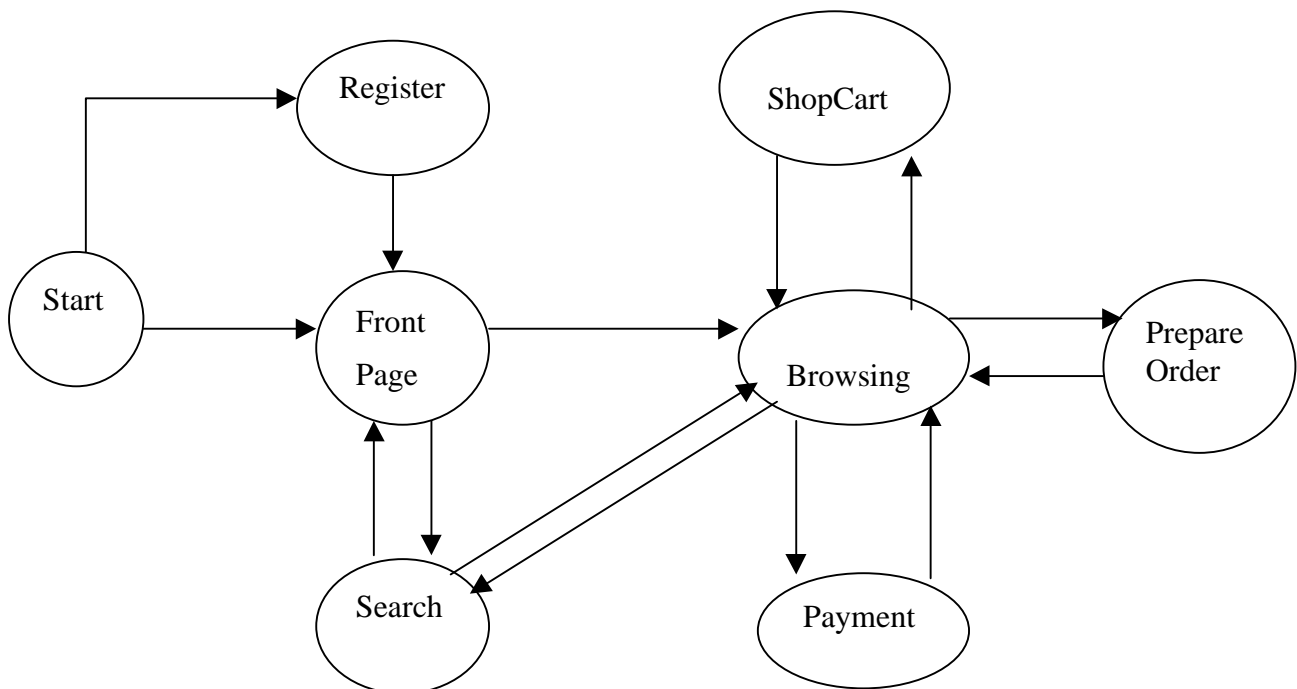 Register
ShopCart
Start
Front
Page
Browsing
Prepare
Order
Search
Payment